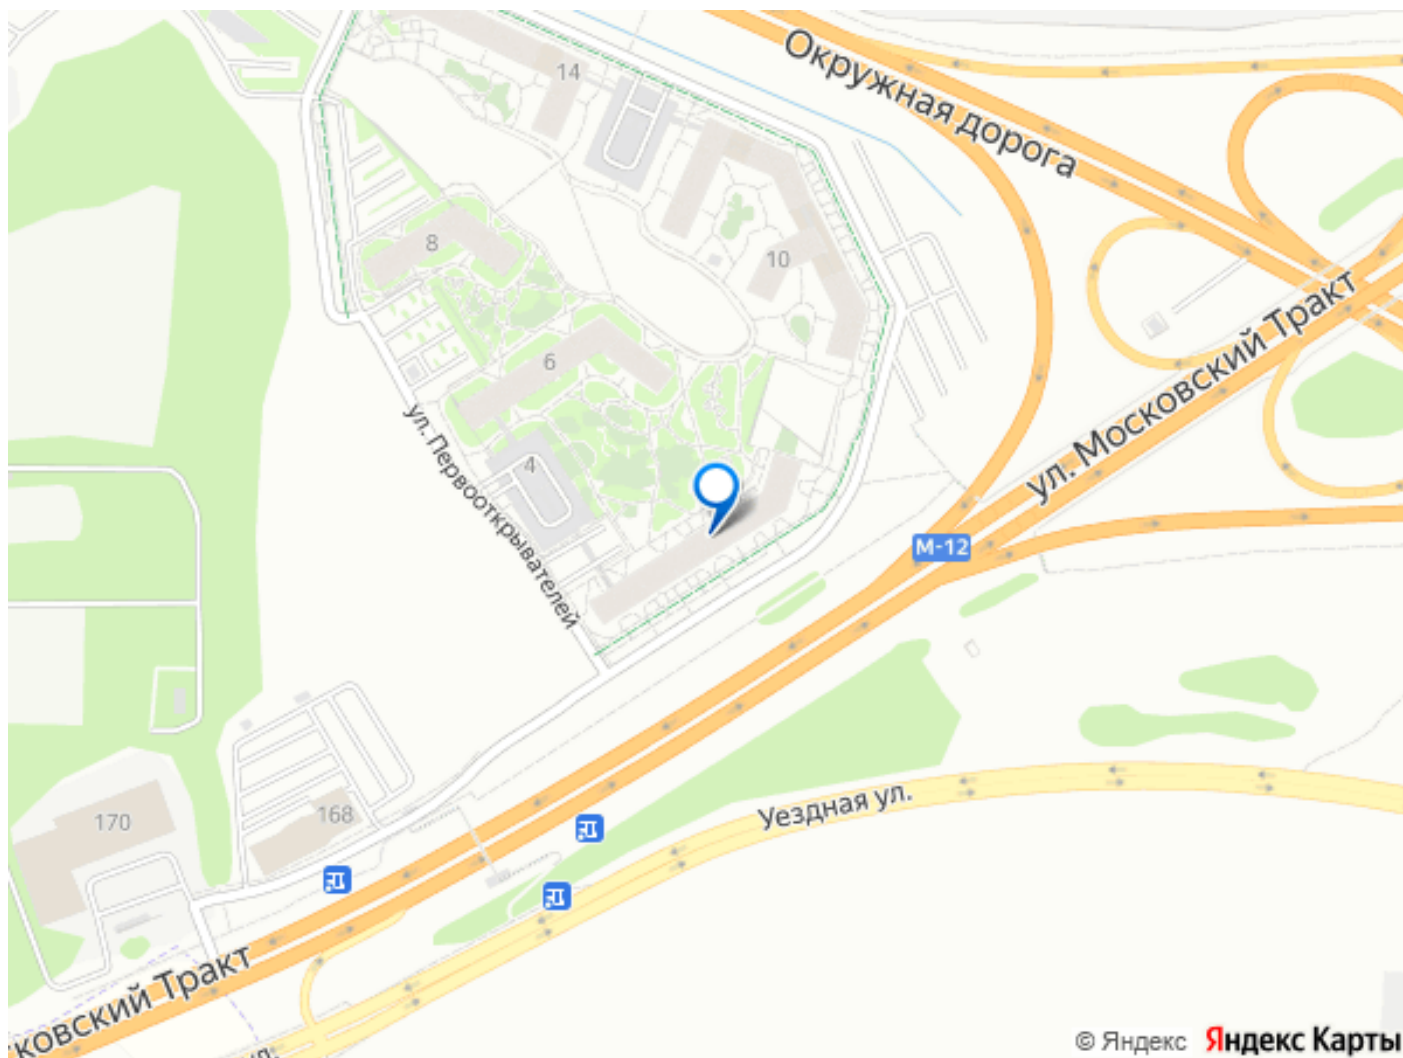 14
Окружная дорога
8
10
6
ул. Московский Тракт
ул. Первооткрывателей
4
М-12
Уездная ул.
170
168
ковский Тракт
ул.
© Яндекс
Яндекс Карты